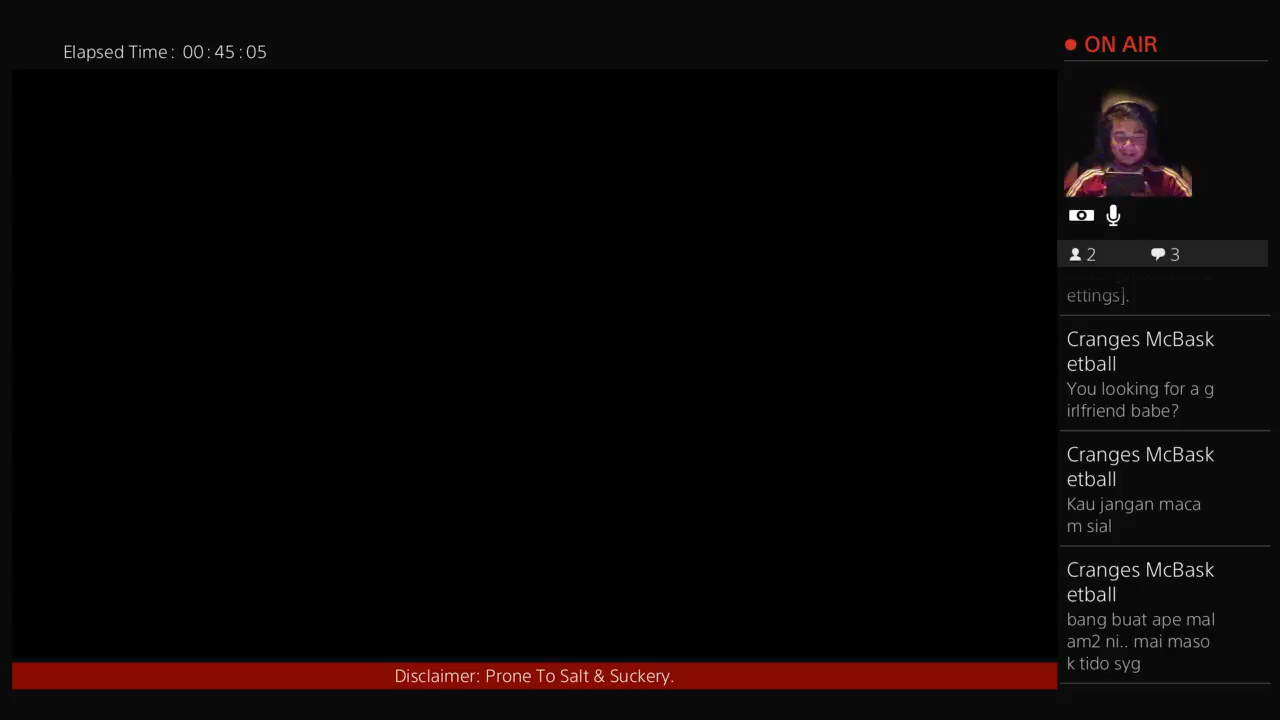 Elapsed Time: 00:45:05
ON AIR
2
3
ettings].
Cranges McBask
etball
You looking for a g
irlfriend babe?
Cranges McBask
etball
Kau jangan maca
m sial
Cranges McBask
etball
bang buat ape mal
am2 ni.. mai maso
k tido syg
Disclaimer: Prone To Salt & Suckery.